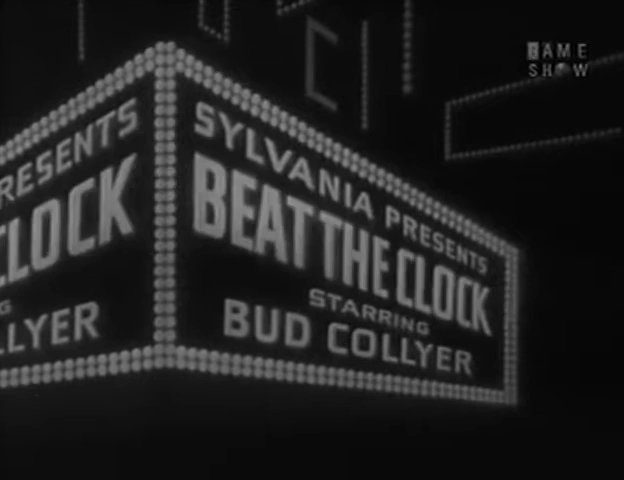 GAME
SHOW
RESENTS
CLOCK
G
LLYER
SYLVANIA PRESENTS
BEAT THE CLOCK
STARRING
BUD COLLYER